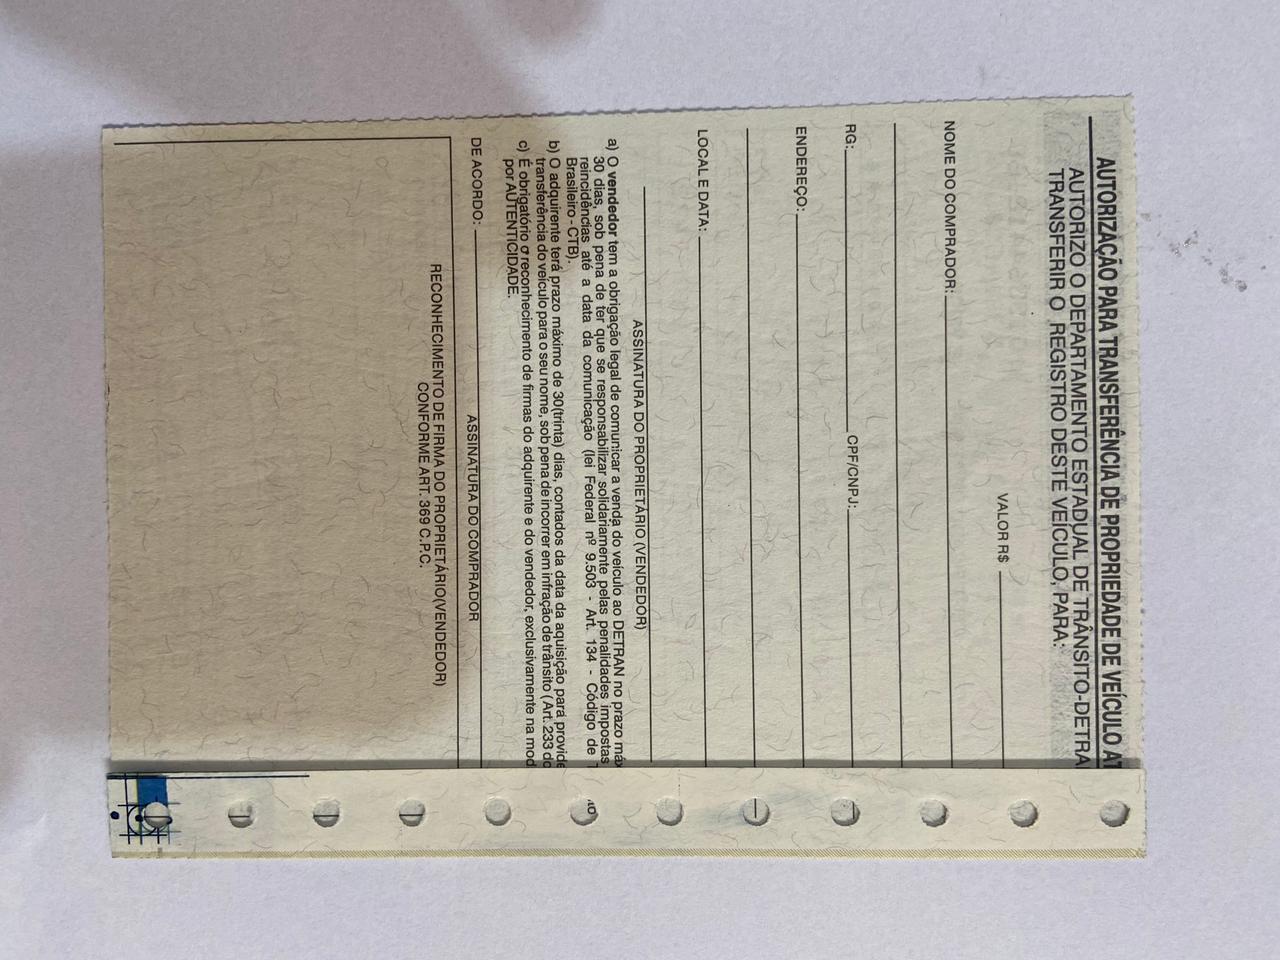 AUTORIZAÇÃO PARA TRANSFERÊNCIA DE PROPRIEDADE DE VEÍCULO AT
AUTORIZO O DEPARTAMENTO ESTADUAL DE TRÂNSITO-DETRA
TRANSFERIR O REGISTRO DESTE VEÍCULO, PARA:
VALOR R$
NOME DO COMPRADOR:
RG: CPF/CNPJ:
ENDEREÇO:
LOCAL E DATA:
ASSINATURA DO PROPRIETÁRIO (VENDEDOR)
a) O vendedor tem a obrigação legal de comunicar a venda do veículo ao DETRAN no prazo máx
30 dias, sob pena de ter que se responsabilizar solidariamente pelas penalidades impostas
reincidências até a data da comunicação (lei Federal nº 9.503 - Art. 134 - Código de T
Brasileiro - CTB).
b) O adquirente terá prazo máximo de 30(trinta) dias, contados da data da aquisição para provide
transferência do veículo para o seu nome, sob pena de incorrer em infração de trânsito ( Art. 233 do
c) É obrigatório o reconhecimento de firmas do adquirente e do vendedor, exclusivamente na mod
por AUTENTICIDADE.
DE ACORDO:
ASSINATURA DO COMPRADOR
RECONHECIMENTO DE FIRMA DO PROPRIETÁRIO(VENDEDOR)
CONFORME ART. 369 C.P.C.